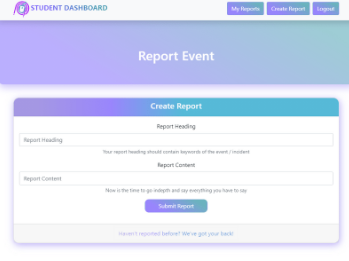 STUDENT DASHBOARD
My Reports Create Report Logout
Report Event
Create Report
Report Heading
Report Heading
Your report heading should contain keywords of the event / incident
Report Content
Report Content
Now is the time to go indepth and say everything you have to say
Submit Report
Haven't reported before? We've got your back!